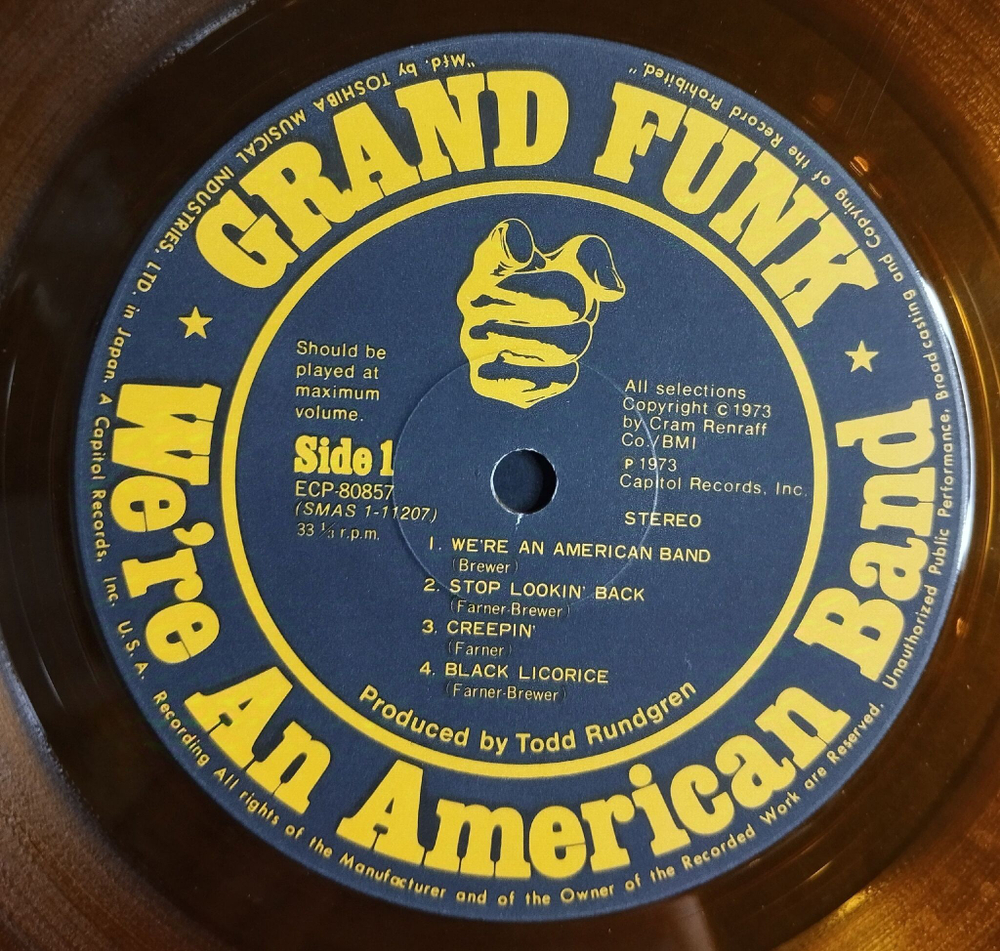 GRAND FUNK
We're An American Band
Should be
played at
maximum
volume.
Side 1
ECP-80857
(SMAS 1-11207)
33 ⅓ r.p.m.
All selections
Copyright © 1973
by Cram Renraff
Co./BMI
℗ 1973
Capitol Records, Inc.
STEREO
1. WE'RE AN AMERICAN BAND
(Brewer)
2. STOP LOOKIN' BACK
(Farner-Brewer)
3. CREEPIN'
(Farner)
4. BLACK LICORICE
(Farner-Brewer)
Produced by Todd Rundgren
"Mfd. by TOSHIBA MUSICAL INDUSTRIES, LTD. in Japan. A Capitol Records, Inc. U.S.A. Recording All rights of the Manufacturer and of the Owner of the Recorded Work are Reserved. Unauthorized Public Performance, Broadcasting and Copying of the Record Prohibited."